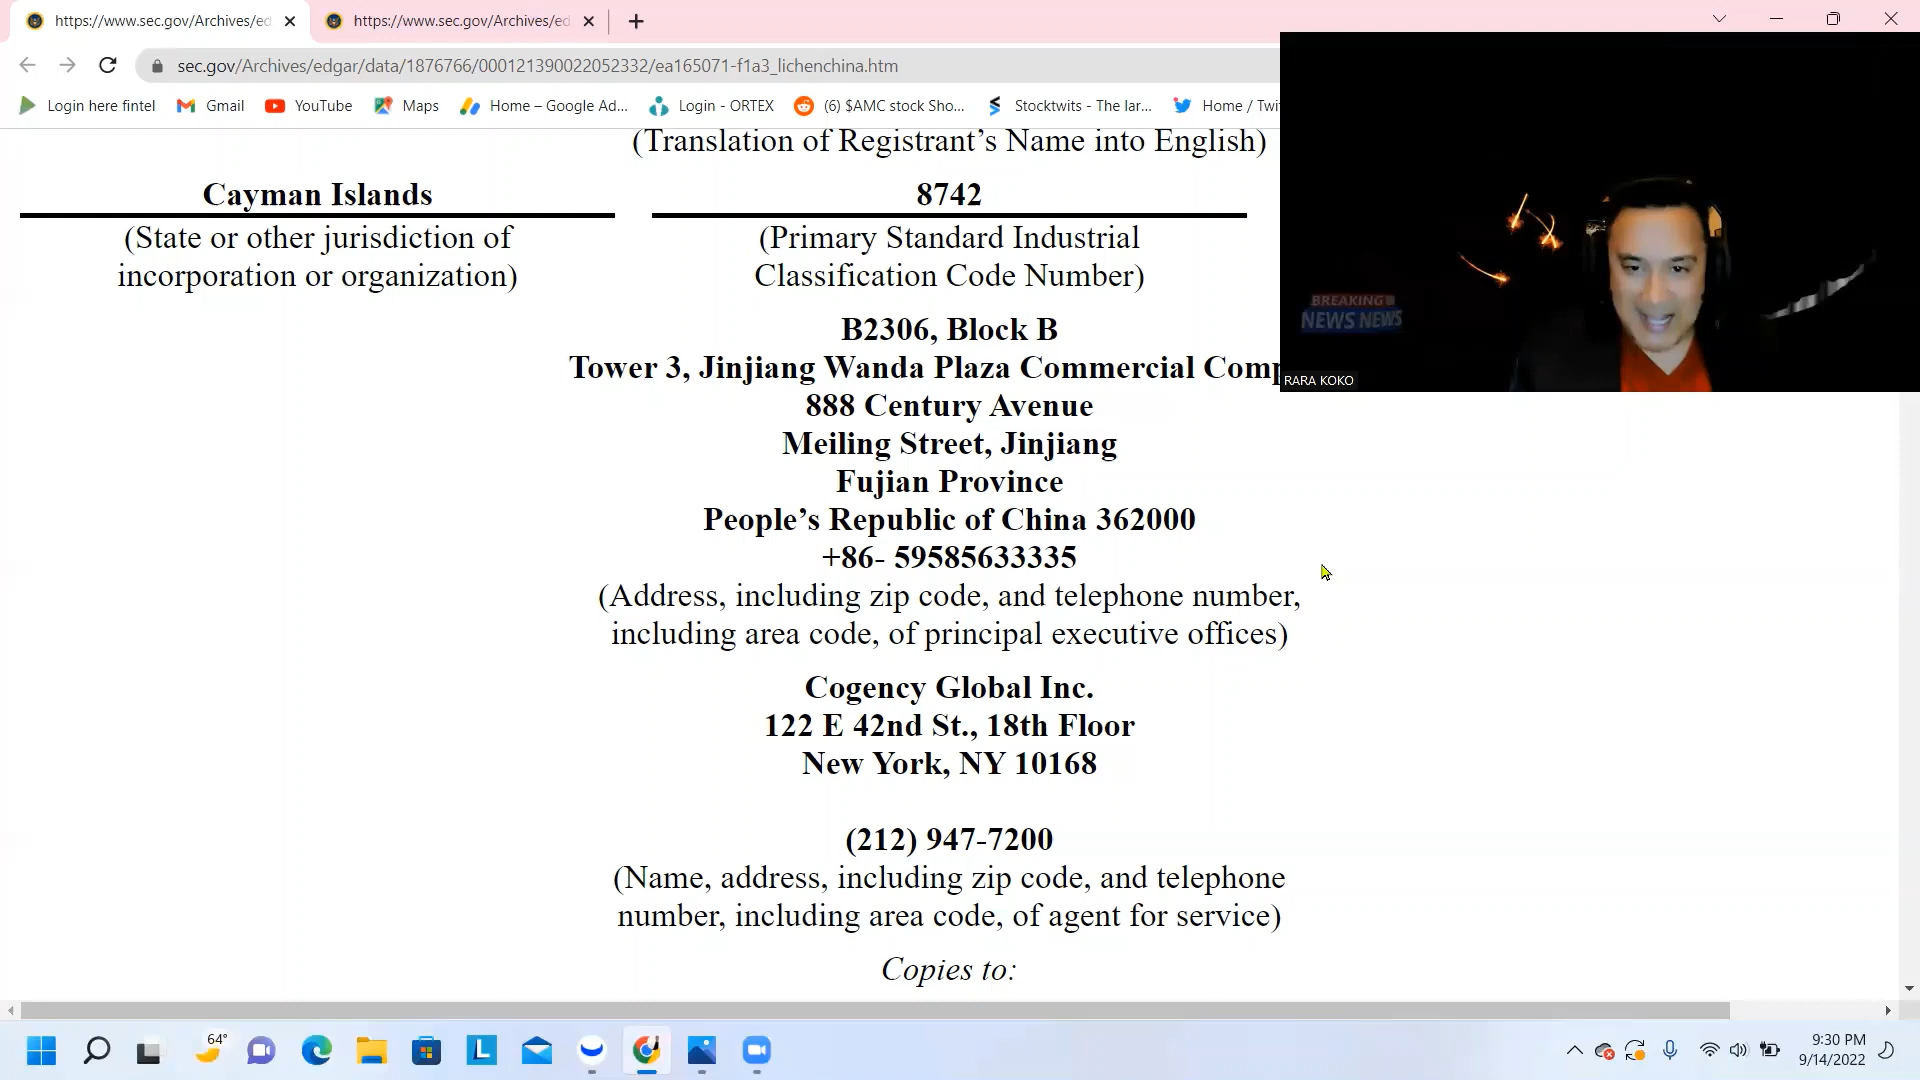 https://www.sec.gov/Archives/ed
https://www.sec.gov/Archives/ed
sec.gov/Archives/edgar/data/1876766/000121390022052332/ea165071-f1a3_lichenchina.htm
Login here fintel
Gmail
YouTube
Maps
Home – Google Ad...
Login - ORTEX
(6) $AMC stock Sho...
Stocktwits - The lar...
Home / Twi
(Translation of Registrant’s Name into English)
Cayman Islands
(State or other jurisdiction of
incorporation or organization)
8742
(Primary Standard Industrial
Classification Code Number)
BREAKING
NEWS NEWS
RARA KOKO
B2306, Block B
Tower 3, Jinjiang Wanda Plaza Commercial Comp
888 Century Avenue
Meiling Street, Jinjiang
Fujian Province
People’s Republic of China 362000
+86- 59585633335
(Address, including zip code, and telephone number,
including area code, of principal executive offices)
Cogency Global Inc.
122 E 42nd St., 18th Floor
New York, NY 10168
(212) 947-7200
(Name, address, including zip code, and telephone
number, including area code, of agent for service)
Copies to:
64°
L
9:30 PM
9/14/2022